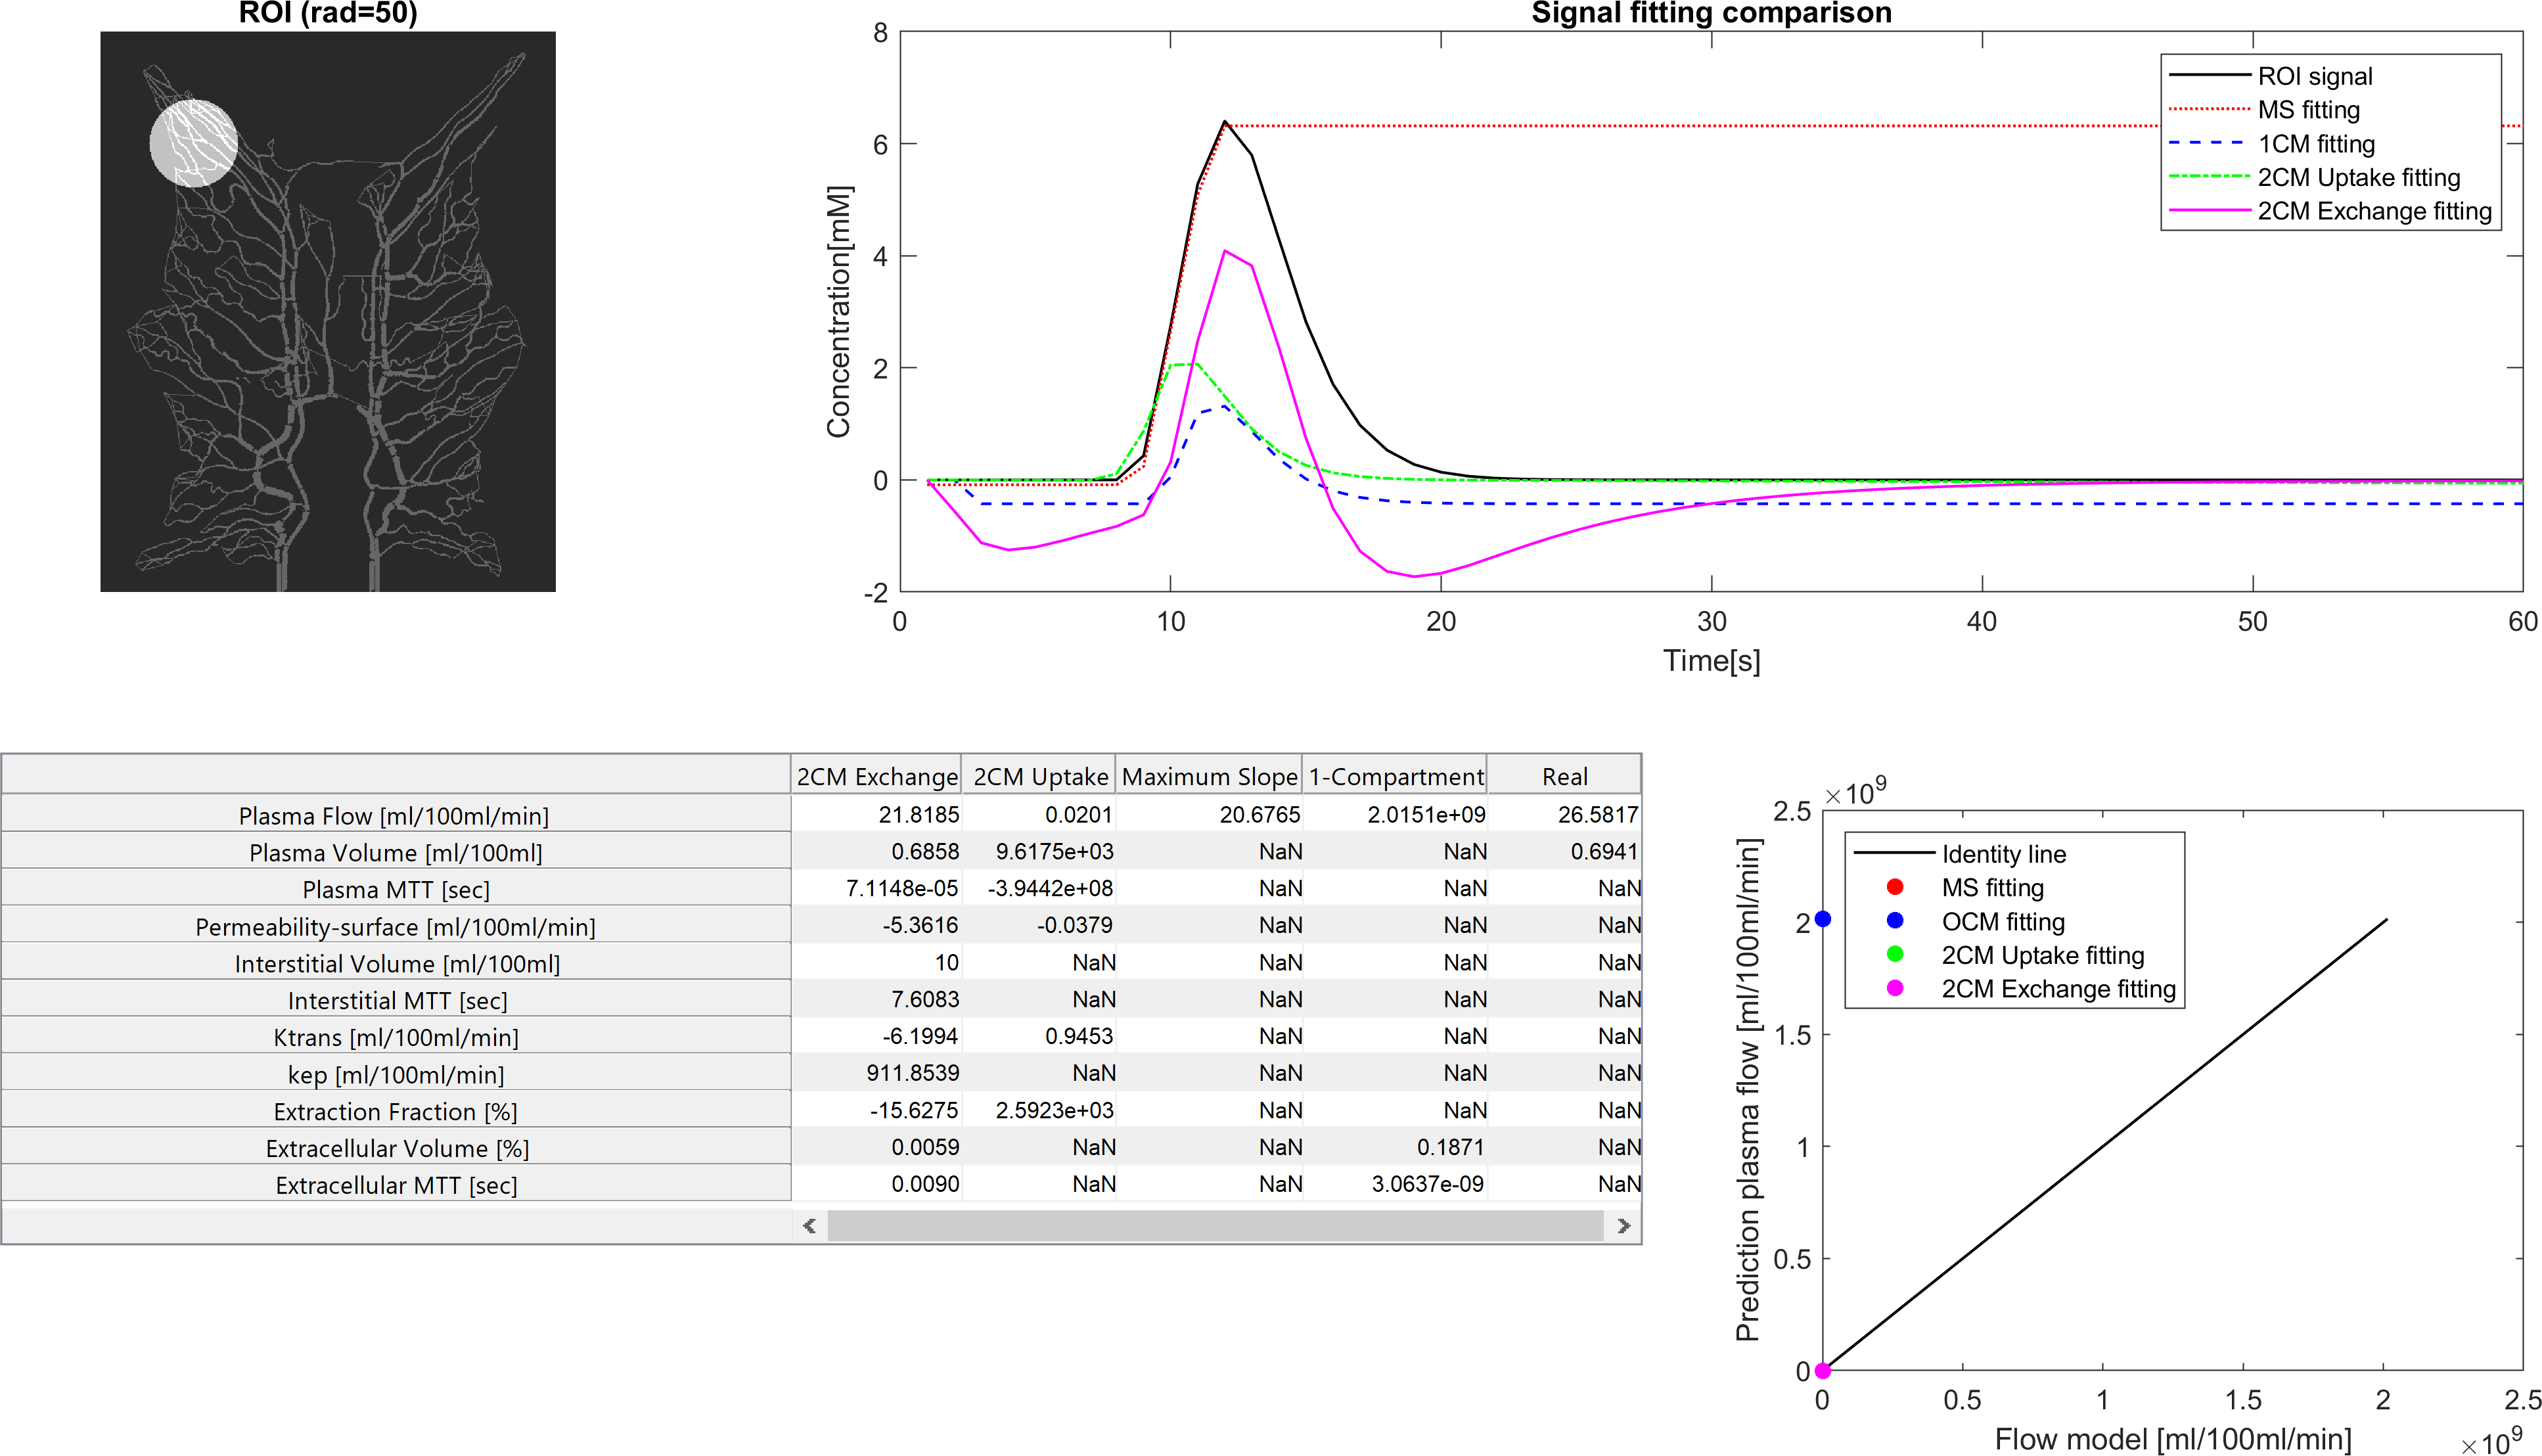 ROI (rad=50)
Signal fitting comparison
8
6
4
2
0
-2
Concentration[mM]
0 10 20 30 40 50 60
Time[s]
ROI signal
MS fitting
1CM fitting
2CM Uptake fitting
2CM Exchange fitting
2CM Exchange 2CM Uptake Maximum Slope 1-Compartment Real
Plasma Flow [ml/100ml/min] 21.8185 0.0201 20.6765 2.0151e+09 26.5817
Plasma Volume [ml/100ml] 0.6858 9.6175e+03 NaN NaN 0.6941
Plasma MTT [sec] 7.1148e-05 -3.9442e+08 NaN NaN NaN
Permeability-surface [ml/100ml/min] -5.3616 -0.0379 NaN NaN NaN
Interstitial Volume [ml/100ml] 10 NaN NaN NaN NaN
Interstitial MTT [sec] 7.6083 NaN NaN NaN NaN
Ktrans [ml/100ml/min] -6.1994 0.9453 NaN NaN NaN
kep [ml/100ml/min] 911.8539 NaN NaN NaN NaN
Extraction Fraction [%] -15.6275 2.5923e+03 NaN NaN NaN
Extracellular Volume [%] 0.0059 NaN NaN 0.1871 NaN
Extracellular MTT [sec] 0.0090 NaN NaN 3.0637e-09 NaN
×10⁹
2.5
2
1.5
1
0.5
0
Prediction plasma flow [ml/100ml/min]
Identity line
MS fitting
OCM fitting
2CM Uptake fitting
2CM Exchange fitting
0 0.5 1 1.5 2 2.5
Flow model [ml/100ml/min]
×10⁹